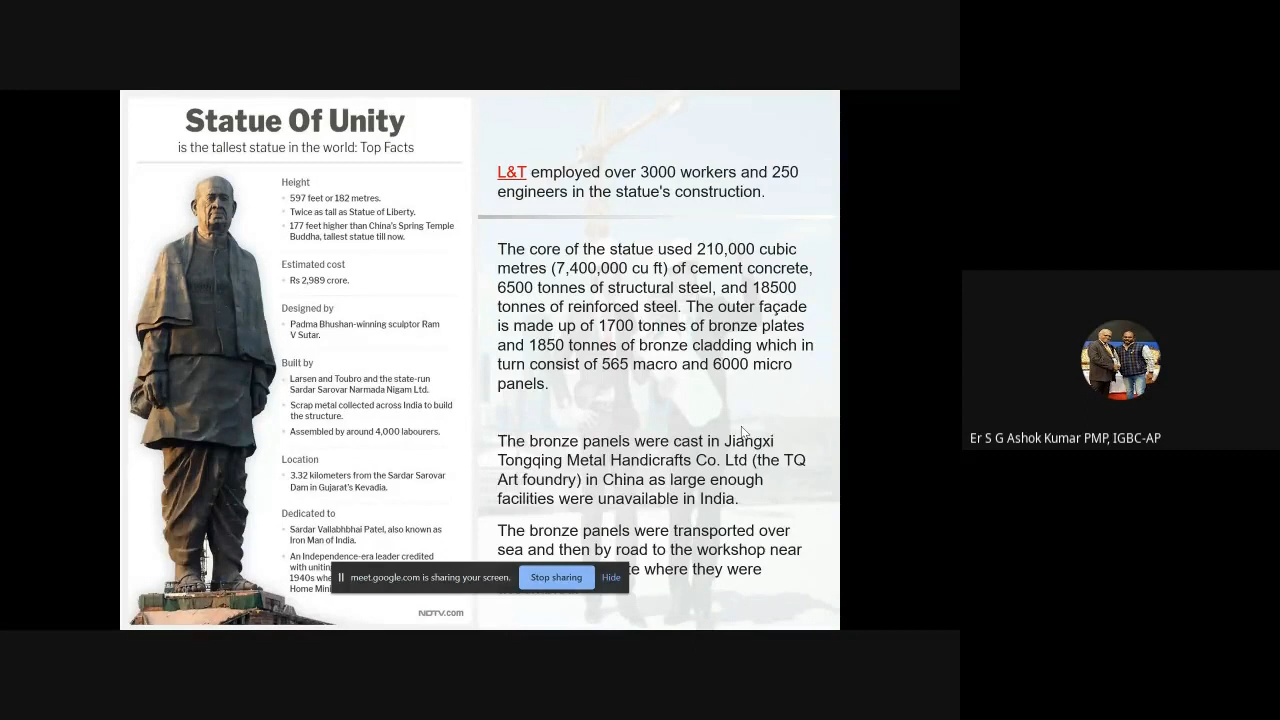 Statue Of Unity
is the tallest statue in the world: Top Facts
Height
597 feet or 182 metres.
Twice as tall as Statue of Liberty.
177 feet higher than China's Spring Temple
Buddha, tallest statue till now.
Estimated cost
Rs 2,989 crore.
Designed by
Padma Bhushan-winning sculptor Ram
V Sutar.
Built by
Larsen and Toubro and the state-run
Sardar Sarovar Narmada Nigam Ltd.
Scrap metal collected across India to build
the structure.
Assembled by around 4,000 labourers.
Location
3.32 kilometers from the Sardar Sarovar
Dam in Gujarat's Kevadia.
Dedicated to
Sardar Vallabhbhai Patel, also known as
Iron Man of India.
An Independence-era leader credited
with
1940s
Home
NDTV.com
L&T employed over 3000 workers and 250
engineers in the statue's construction.
The core of the statue used 210,000 cubic
metres (7,400,000 cu ft) of cement concrete,
6500 tonnes of structural steel, and 18500
tonnes of reinforced steel. The outer façade
is made up of 1700 tonnes of bronze plates
and 1850 tonnes of bronze cladding which in
turn consist of 565 macro and 6000 micro
panels.
The bronze panels were cast in Jiangxi
Tongqing Metal Handicrafts Co. Ltd (the TQ
Art foundry) in China as large enough
facilities were unavailable in India.
The bronze panels were transported over
sea and then by road to the workshop near
where they were
meet.google.com is sharing your screen.
Stop sharing
Hide
Er S G Ashok Kumar PMP, IGBC-AP